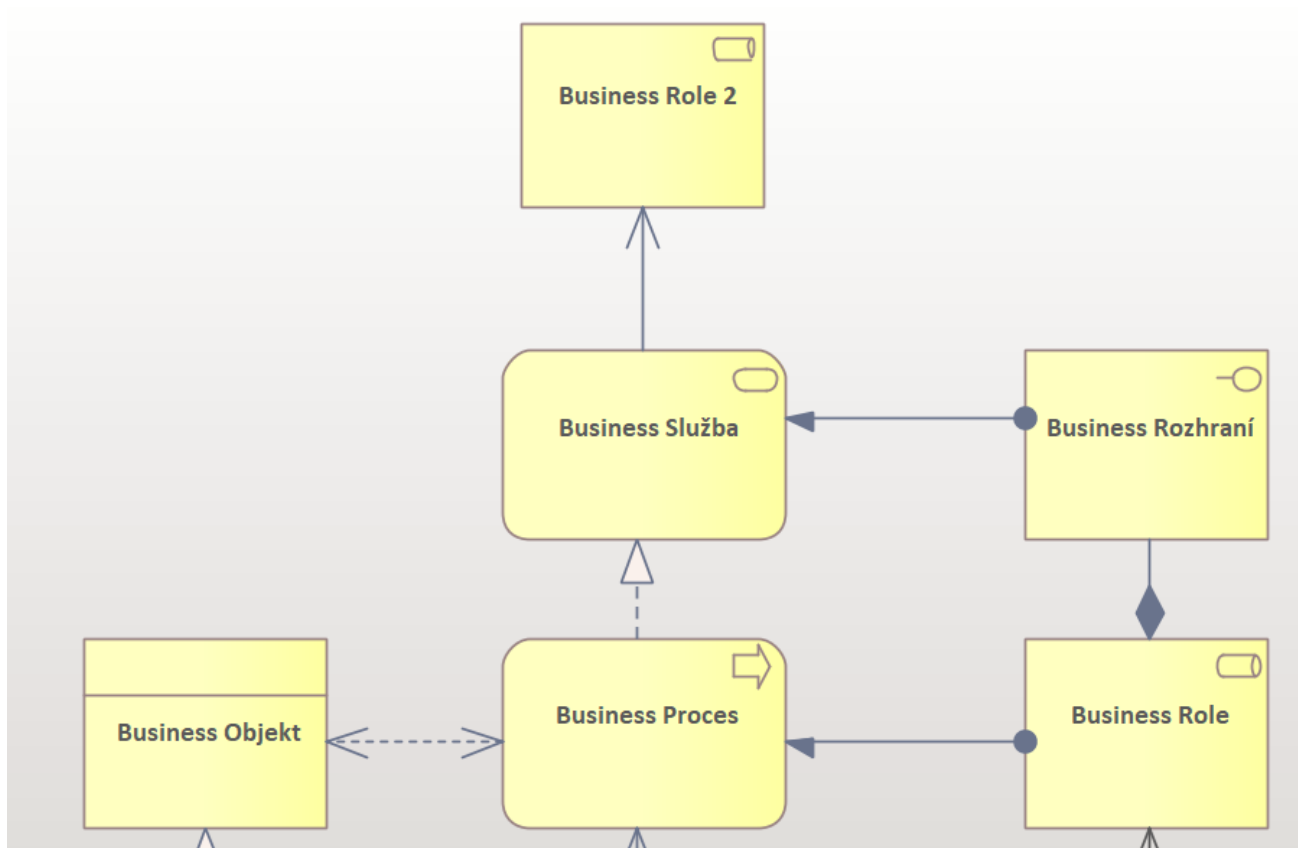 Business Role 2
Business Služba
Business Rozhraní
Business Objekt
Business Proces
Business Role